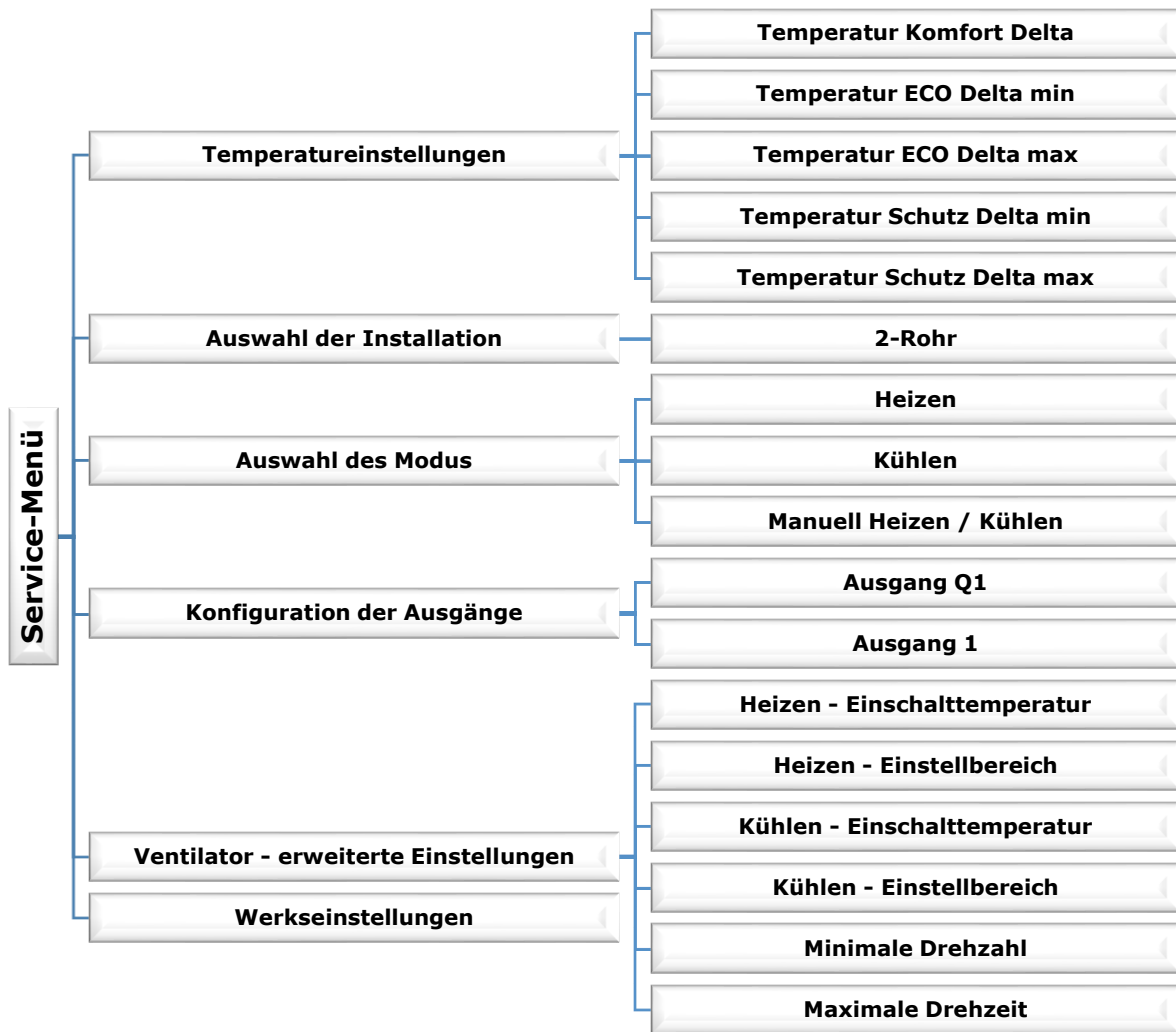 Service-Menü
Temperatureinstellungen
Temperatur Komfort Delta
Temperatur ECO Delta min
Temperatur ECO Delta max
Temperatur Schutz Delta min
Temperatur Schutz Delta max
Auswahl der Installation
2-Rohr
Auswahl des Modus
Heizen
Kühlen
Manuell Heizen / Kühlen
Konfiguration der Ausgänge
Ausgang Q1
Ausgang 1
Ventilator - erweiterte Einstellungen
Heizen - Einschalttemperatur
Heizen - Einstellbereich
Kühlen - Einschalttemperatur
Kühlen - Einstellbereich
Minimale Drehzahl
Maximale Drehzeit
Werkseinstellungen